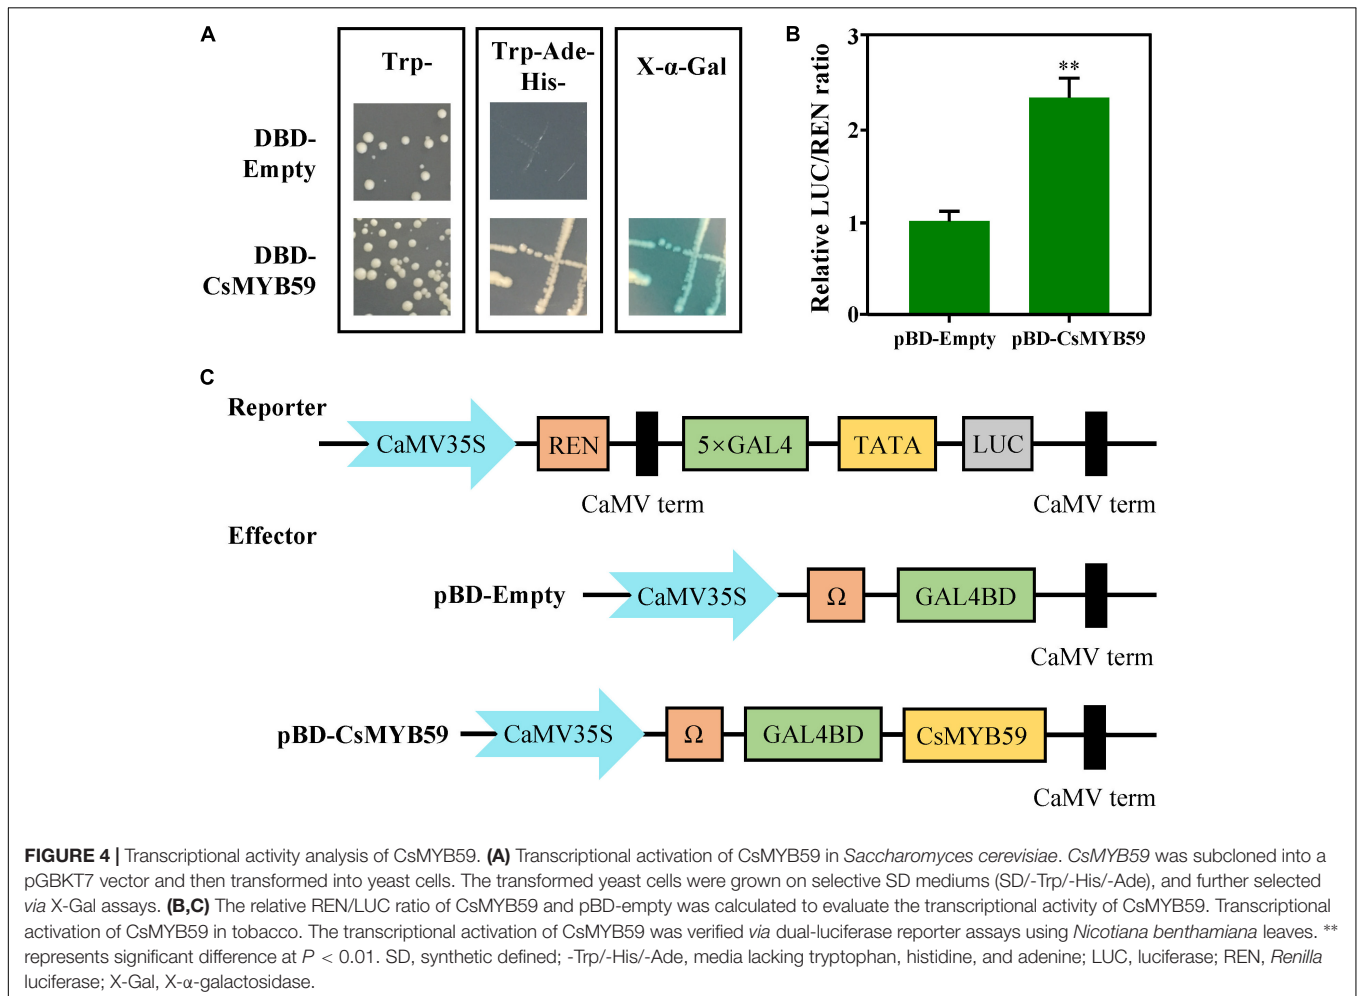 A
Trp-
Trp-Ade-
His-
X-α-Gal
DBD-
Empty
DBD-
CsMYB59
B
Relative LUC/REN ratio
3
2
1
0
**
pBD-Empty
pBD-CsMYB59
C
Reporter
CaMV35S
REN
5×GAL4
TATA
LUC
CaMV term
CaMV term
Effector
pBD-Empty
CaMV35S
Ω
GAL4BD
CaMV term
pBD-CsMYB59
CaMV35S
Ω
GAL4BD
CsMYB59
CaMV term
FIGURE 4 | Transcriptional activity analysis of CsMYB59. (A) Transcriptional activation of CsMYB59 in Saccharomyces cerevisiae. CsMYB59 was subcloned into a
pGBKT7 vector and then transformed into yeast cells. The transformed yeast cells were grown on selective SD mediums (SD/-Trp/-His/-Ade), and further selected
via X-Gal assays. (B,C) The relative REN/LUC ratio of CsMYB59 and pBD-empty was calculated to evaluate the transcriptional activity of CsMYB59. Transcriptional
activation of CsMYB59 in tobacco. The transcriptional activation of CsMYB59 was verified via dual-luciferase reporter assays using Nicotiana benthamiana leaves. **
represents significant difference at P < 0.01. SD, synthetic defined; -Trp/-His/-Ade, media lacking tryptophan, histidine, and adenine; LUC, luciferase; REN, Renilla
luciferase; X-Gal, X-α-galactosidase.